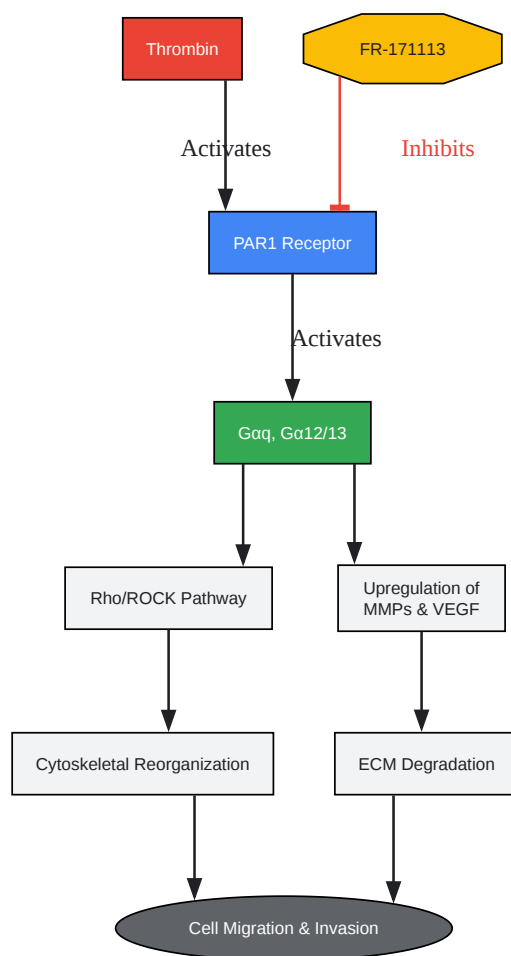 Thrombin
FR-171113
Activates
Inhibits
PAR1 Receptor
Activates
Gαq, Gα12/13
Rho/ROCK Pathway
Upregulation of
MMPs & VEGF
Cytoskeletal Reorganization
ECM Degradation
Cell Migration & Invasion